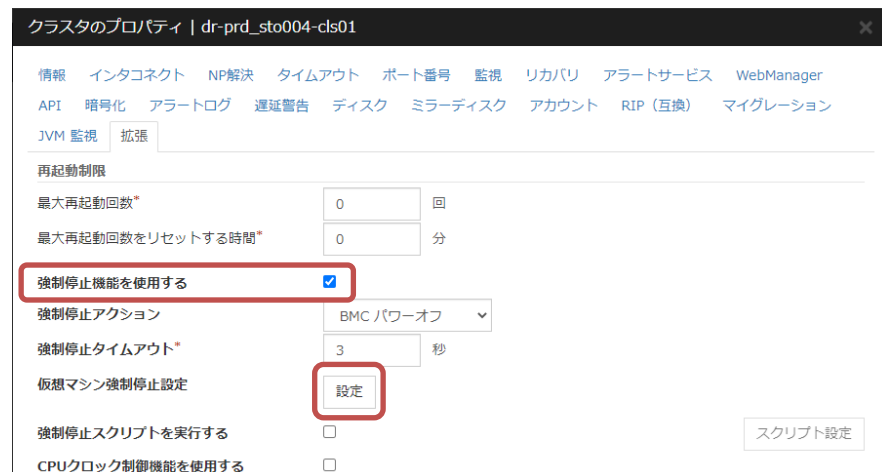 クラスタのプロパティ | dr-prd_sto004-cls01 ×
情報 インタコネクト NP解決 タイムアウト ポート番号 監視 リカバリ アラートサービス WebManager
API 暗号化 アラートログ 遅延警告 ディスク ミラーディスク アカウント RIP（互換） マイグレーション
JVM 監視 拡張
再起動制限
最大再起動回数* 0 回
最大再起動回数をリセットする時間* 0 分
強制停止機能を使用する
強制停止アクション BMC パワーオフ
強制停止タイムアウト* 3 秒
仮想マシン強制停止設定 設定
強制停止スクリプトを実行する スクリプト設定
CPUクロック制御機能を使用する